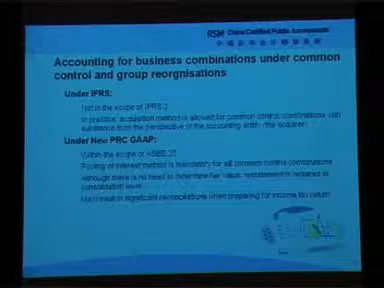 RSM China Certified Public Accountants
Accounting for business combinations under common
control and group reorgnisations
Under IFRS:
Not in the scope of IFRS 3
In practice, acquisition method is allowed for common control combinations with
substance from the perspective of the accounting entity (the acquirer)
Under New PRC GAAP:
Within the scope of ASBE 20
Pooling of interest method is mandatory for all common control combinations
Although there is no need to determine fair value, restatement is required at
consolidation level
May result in significant reconciliations when preparing for income tax return